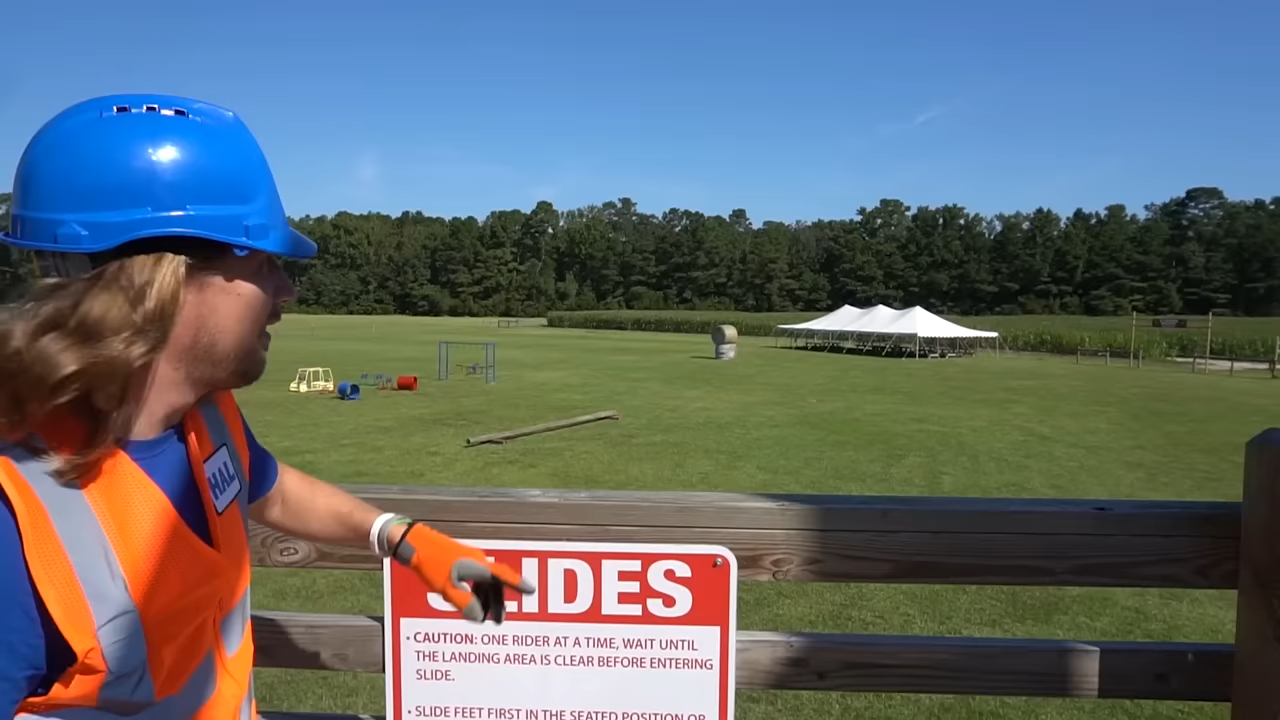 HAL
SLIDES
• CAUTION: ONE RIDER AT A TIME, WAIT UNTIL
THE LANDING AREA IS CLEAR BEFORE ENTERING
SLIDE.
• SLIDE FEET FIRST IN THE SEATED POSITION OR